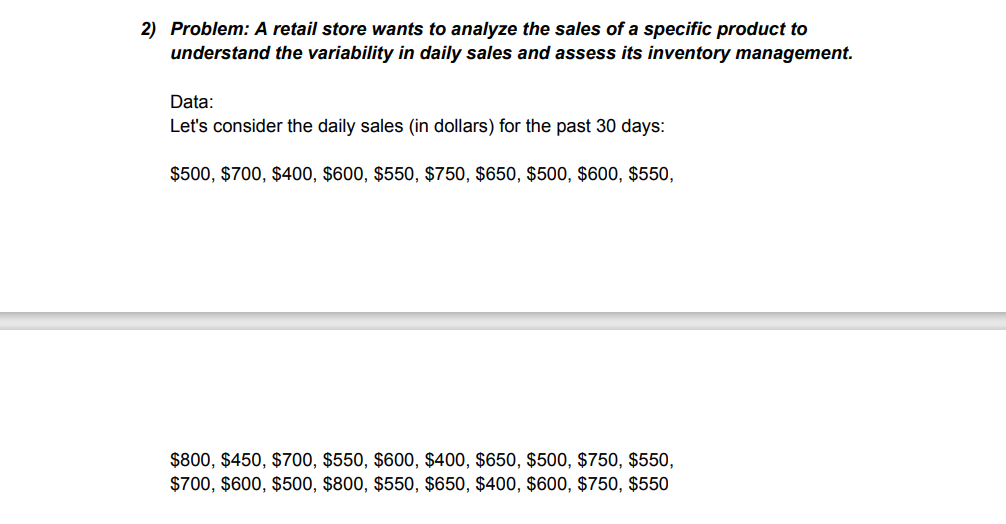 2) Problem: A retail store wants to analyze the sales of a specific product to
understand the variability in daily sales and assess its inventory management.
Data:
Let's consider the daily sales (in dollars) for the past 30 days:
$500, $700, $400, $600, $550, $750, $650, $500, $600, $550,
$800, $450, $700, $550, $600, $400, $650, $500, $750, $550,
$700, $600, $500, $800, $550, $650, $400, $600, $750, $550